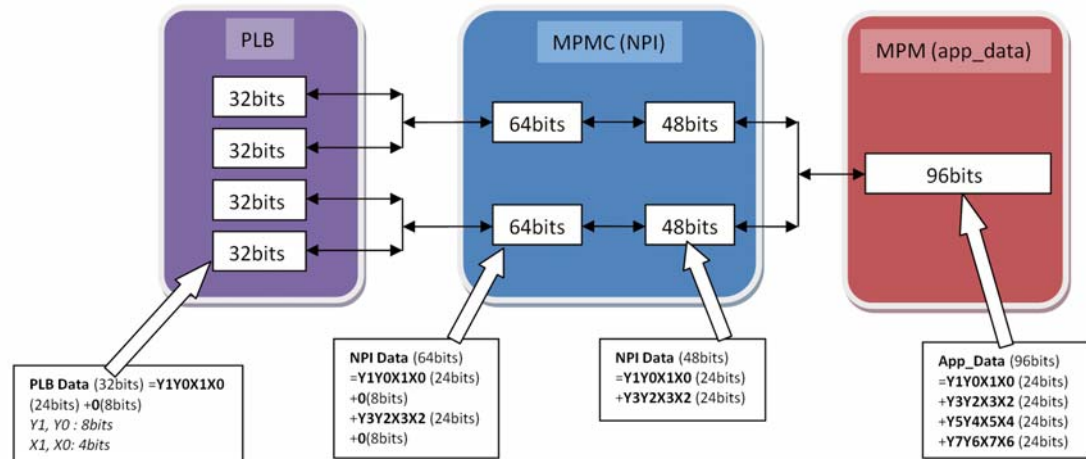 PLB
MPMC (NPI)
MPM (app_data)
32bits
32bits
32bits
32bits
64bits
48bits
64bits
48bits
96bits
PLB Data (32bits) =Y1Y0X1X0
(24bits) +0(8bits)
Y1, Y0 : 8bits
X1, X0: 4bits
NPI Data (64bits)
=Y1Y0X1X0 (24bits)
+0(8bits)
+Y3Y2X3X2 (24bits)
+0(8bits)
NPI Data (48bits)
=Y1Y0X1X0 (24bits)
+Y3Y2X3X2 (24bits)
App_Data (96bits)
=Y1Y0X1X0 (24bits)
+Y3Y2X3X2 (24bits)
+Y5Y4X5X4 (24bits)
+Y7Y6X7X6 (24bits)